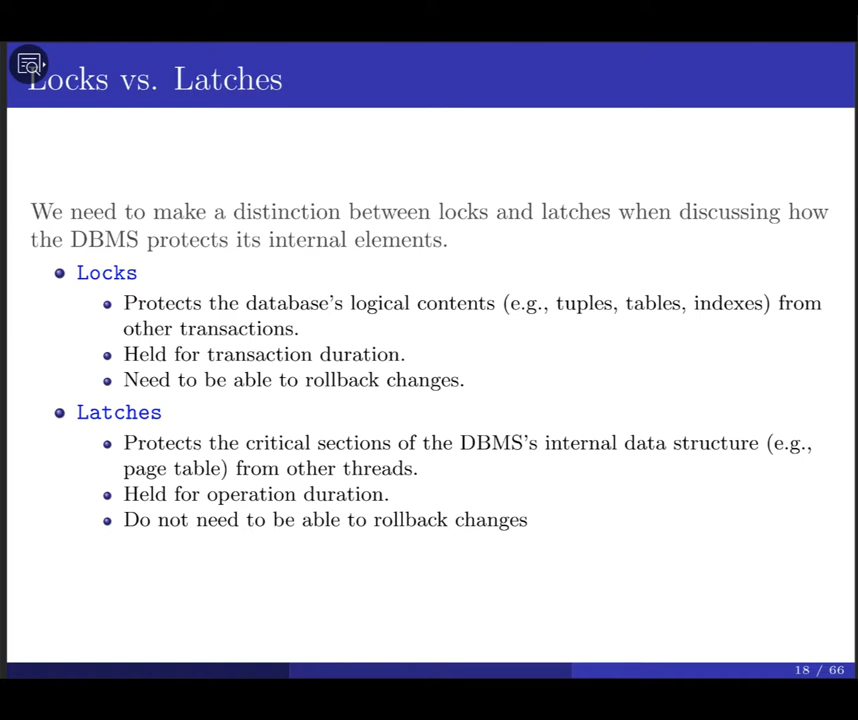 Locks vs. Latches
We need to make a distinction between locks and latches when discussing how
the DBMS protects its internal elements.
Locks
Protects the database's logical contents (e.g., tuples, tables, indexes) from
other transactions.
Held for transaction duration.
Need to be able to rollback changes.
Latches
Protects the critical sections of the DBMS's internal data structure (e.g.,
page table) from other threads.
Held for operation duration.
Do not need to be able to rollback changes
18 / 66